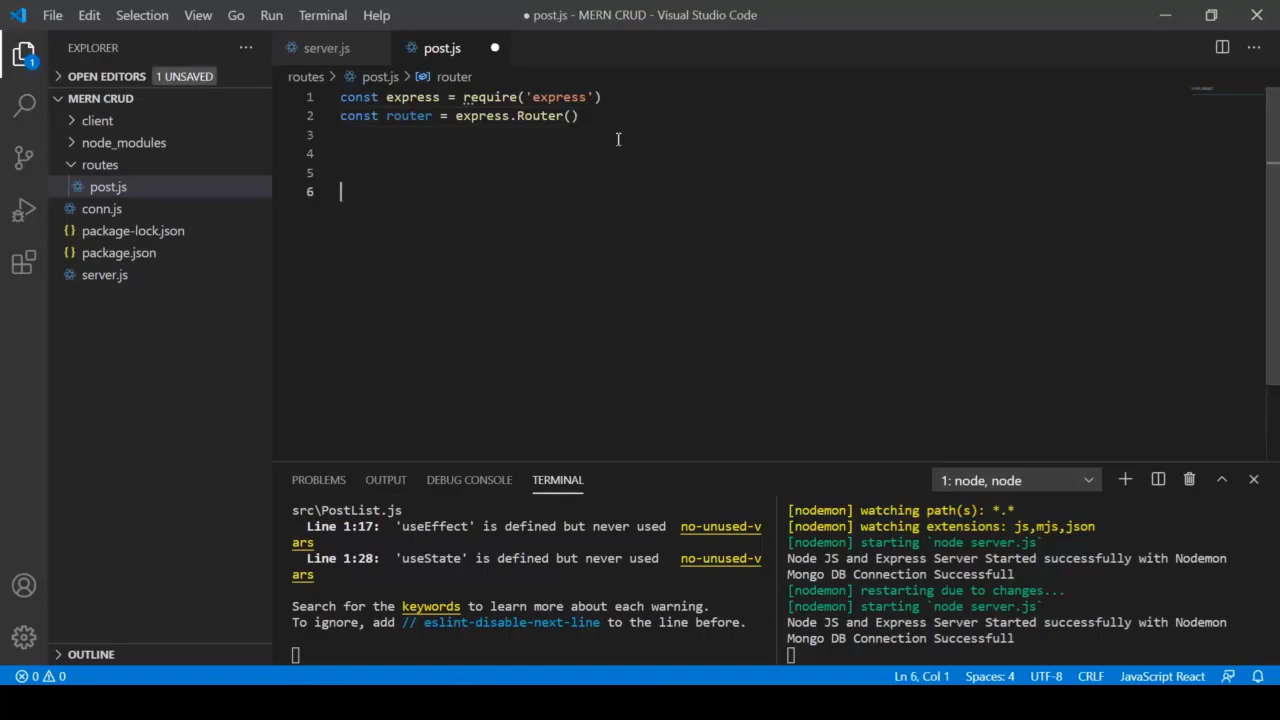 File Edit Selection View Go Run Terminal Help
● post.js - MERN CRUD - Visual Studio Code
EXPLORER
1
OPEN EDITORS 1 UNSAVED
MERN CRUD
client
node_modules
routes
post.js
conn.js
package-lock.json
package.json
server.js
OUTLINE
server.js post.js
routes > post.js > router
1 const express = require('express')
2 const router = express.Router()
3
4
5
6
PROBLEMS OUTPUT DEBUG CONSOLE TERMINAL
1: node, node
src\PostList.js
Line 1:17: 'useEffect' is defined but never used no-unused-v
ars
Line 1:28: 'useState' is defined but never used no-unused-v
ars
Search for the keywords to learn more about each warning.
To ignore, add // eslint-disable-next-line to the line before.
[nodemon] watching path(s): *.*
[nodemon] watching extensions: js,mjs,json
[nodemon] starting `node server.js`
Node JS and Express Server Started successfully with Nodemon
Mongo DB Connection Successfull
[nodemon] restarting due to changes...
[nodemon] starting `node server.js`
Node JS and Express Server Started successfully with Nodemon
Mongo DB Connection Successfull
0 0
Ln 6, Col 1 Spaces: 4 UTF-8 CRLF JavaScript React